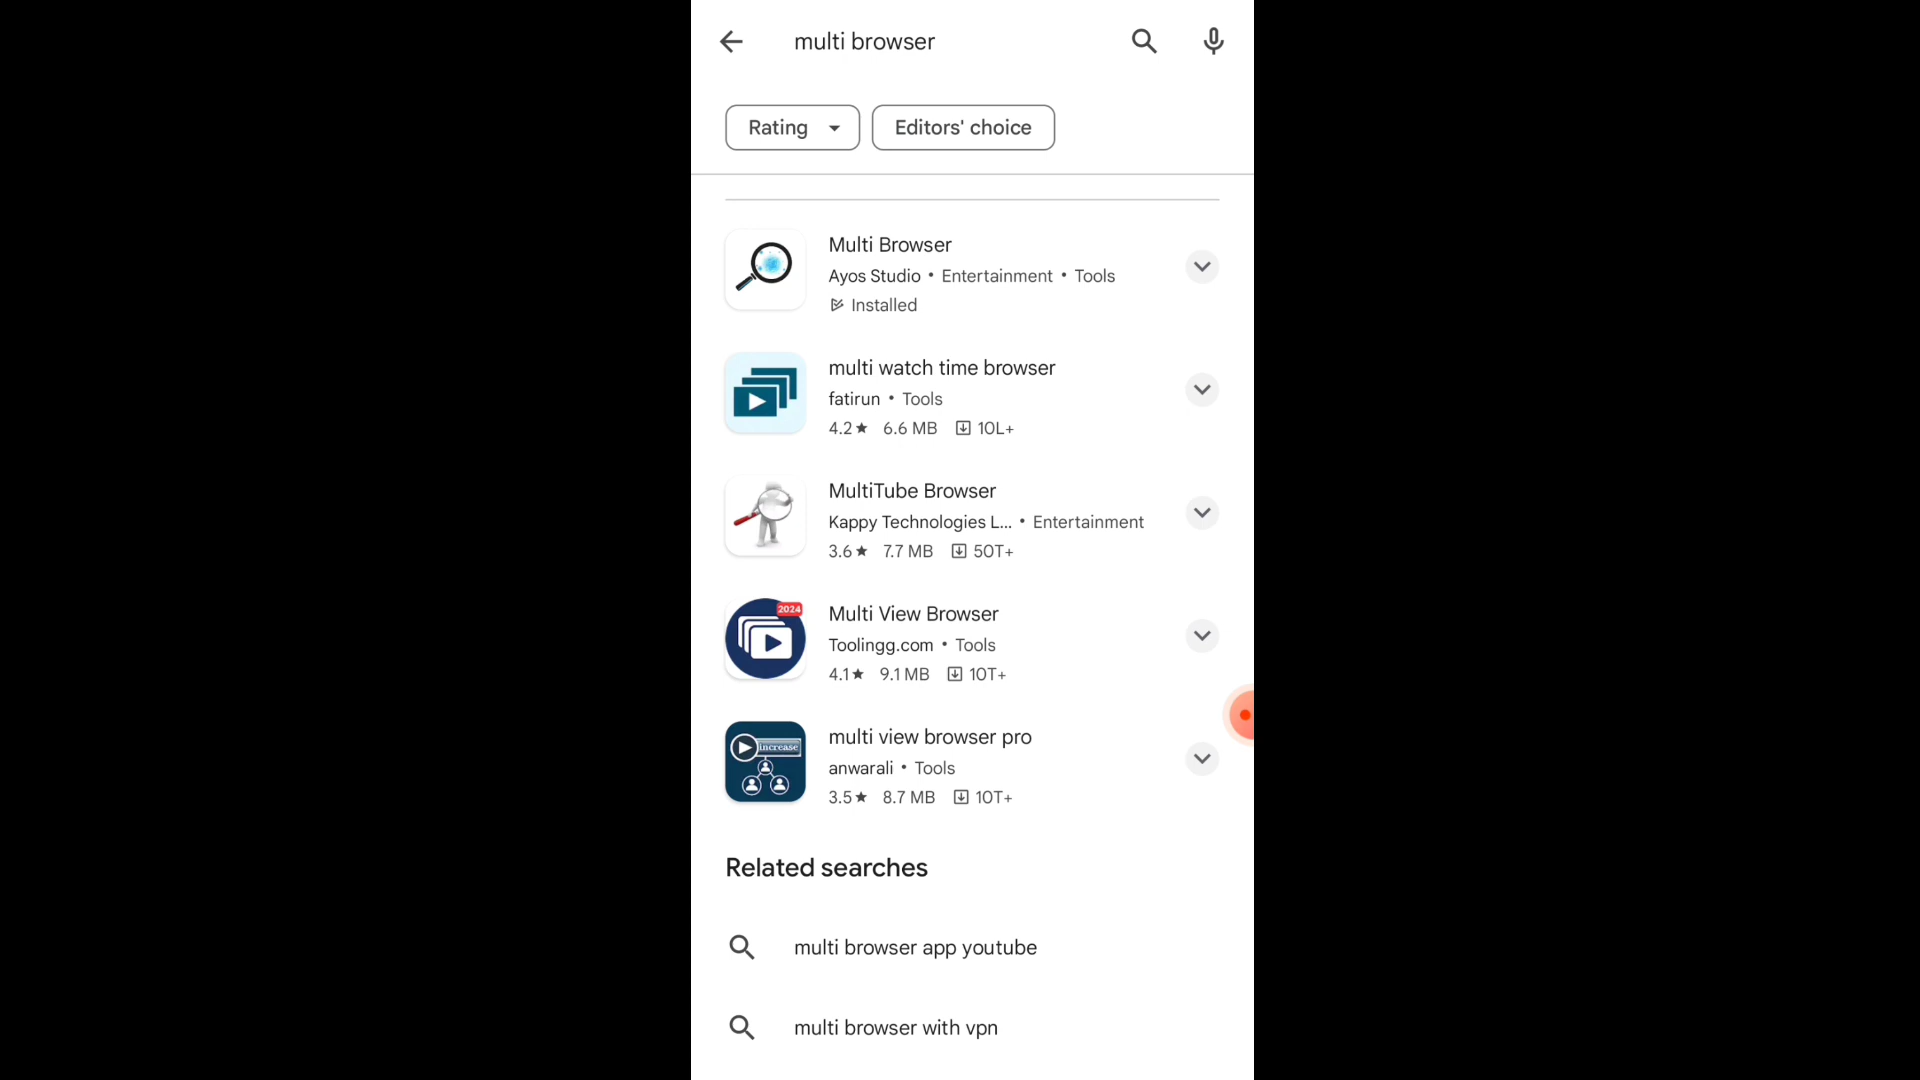 multi browser
Rating
Editors' choice
Multi Browser
Ayos Studio • Entertainment • Tools
Installed
multi watch time browser
fatirun • Tools
4.2★ 6.6 MB 10L+
MultiTube Browser
Kappy Technologies L... • Entertainment
3.6★ 7.7 MB 50T+
2024
Multi View Browser
Toolingg.com • Tools
4.1★ 9.1 MB 10T+
increase
multi view browser pro
anwarali • Tools
3.5★ 8.7 MB 10T+
Related searches
multi browser app youtube
multi browser with vpn